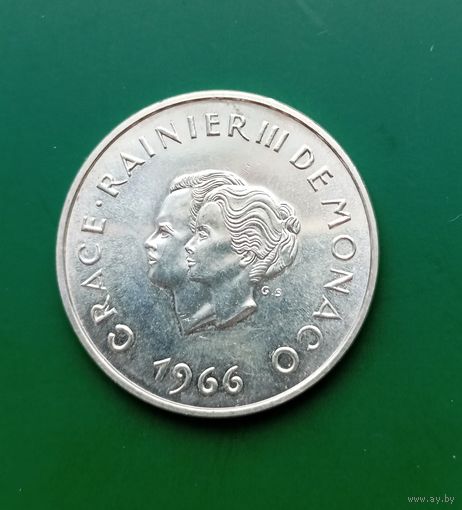 GRACE · RAINIER III DE MONACO
G S
1966
www.ay.by